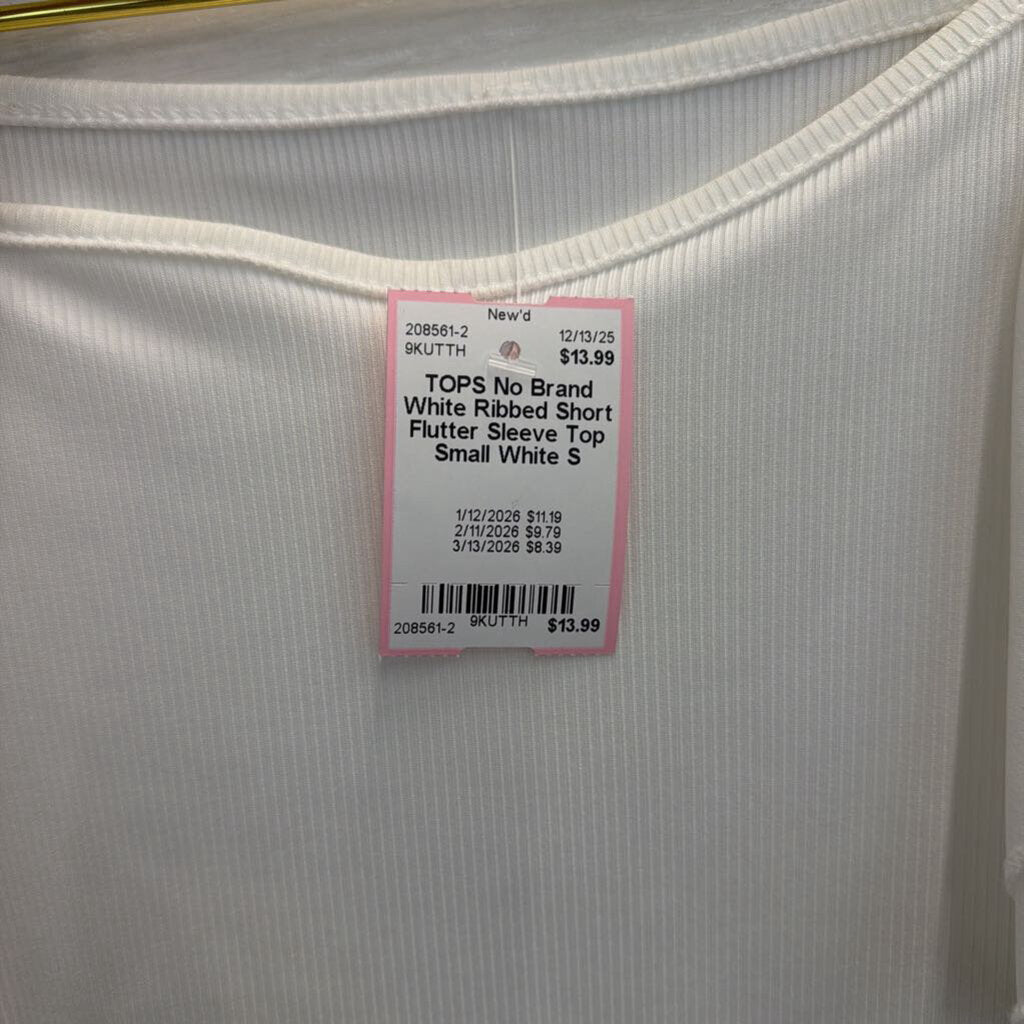 New'd
208561-2 12/13/25
9KUTTH $13.99
TOPS No Brand
White Ribbed Short
Flutter Sleeve Top
Small White S
1/12/2026 $11.19
2/11/2026 $9.79
3/13/2026 $8.39
208561-2 9KUTTH $13.99